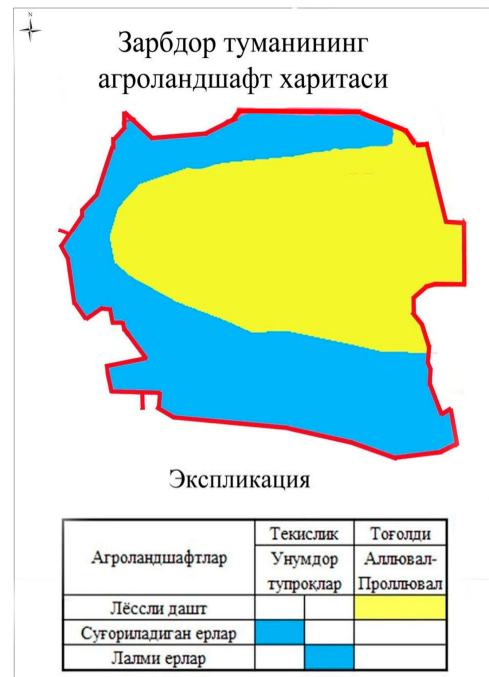 N
Зарбдор туманининг
агроландшафт харитаси
Экспликация
Агроландшафтлар
Текислик
Тоғолди
Унумдор
тупроқлар
Аллювал-
Проллювал
Лёссли дашт
Суғориладиган ерлар
Лалми ерлар